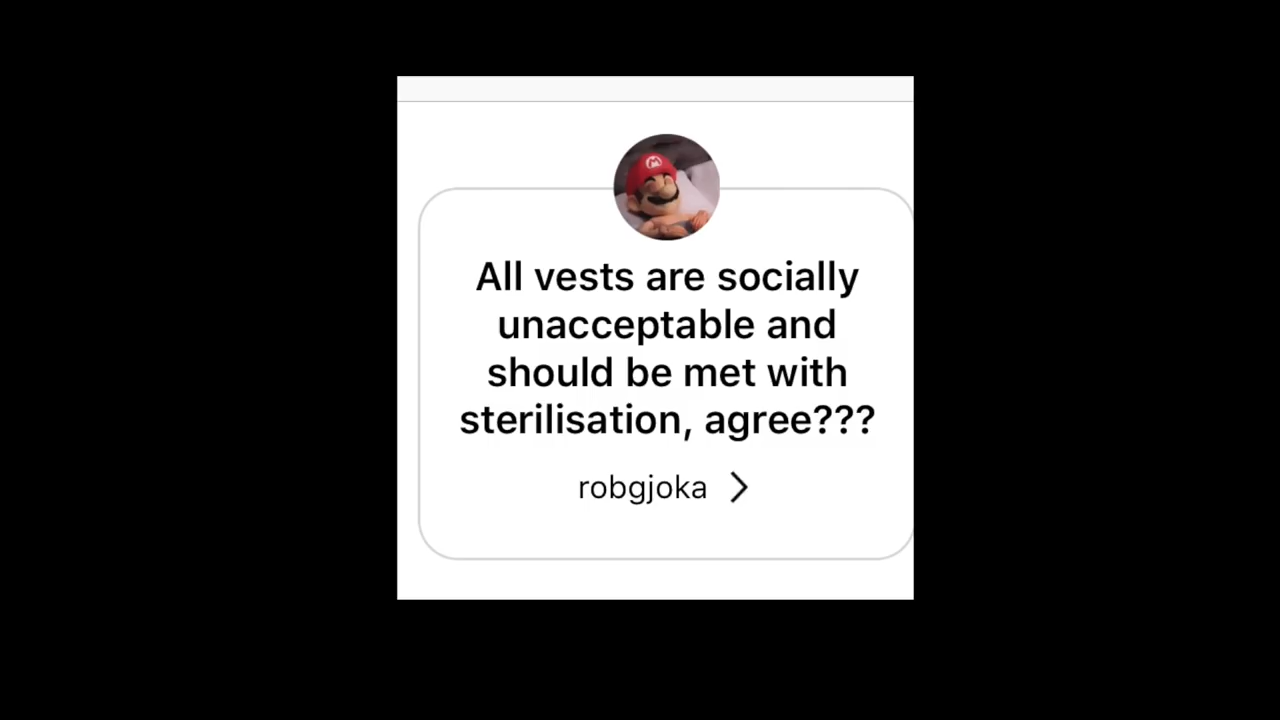 All vests are socially
unacceptable and
should be met with
sterilisation, agree???
robgjoka